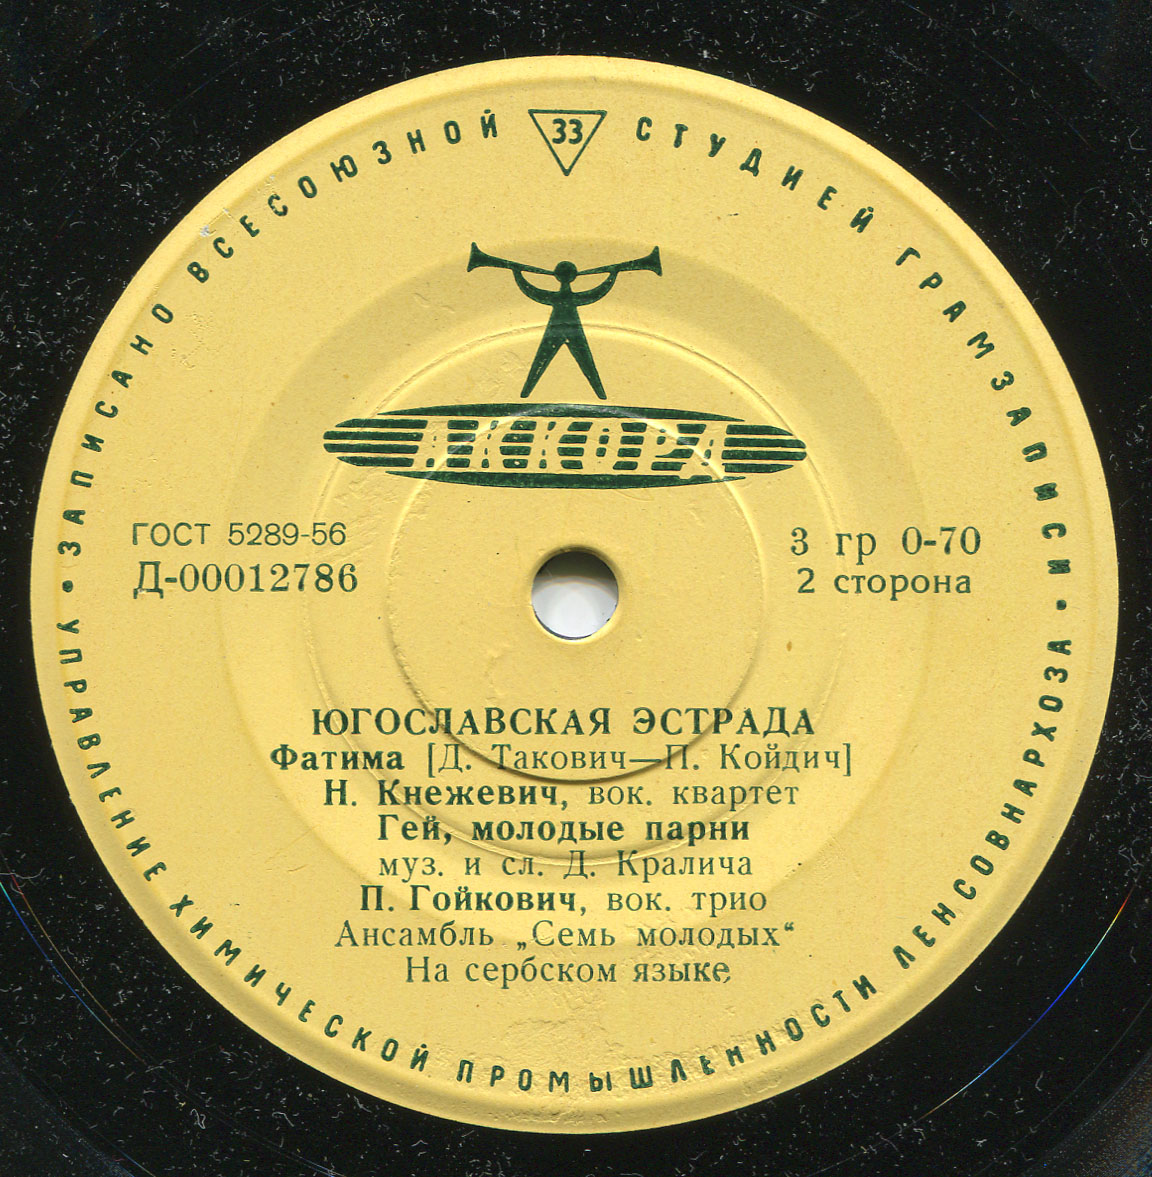 ЗАПИСАНО ВСЕСОЮЗНОЙ СТУДИЕЙ ГРАМЗАПИСИ •
33
АККОРД
ГОСТ 5289-56
Д-00012786
3 гр 0-70
2 сторона
ЮГОСЛАВСКАЯ ЭСТРАДА
Фатима [Д. Такович—П. Койдич]
Н. Кнежевич, вок. квартет
Гей, молодые парни
муз. и сл. Д. Кралича
П. Гойкович, вок. трио
Ансамбль „Семь молодых“
На сербском языке
УПРАВЛЕНИЕ ХИМИЧЕСКОЙ ПРОМЫШЛЕННОСТИ ЛЕНСОВНАРХОЗА •